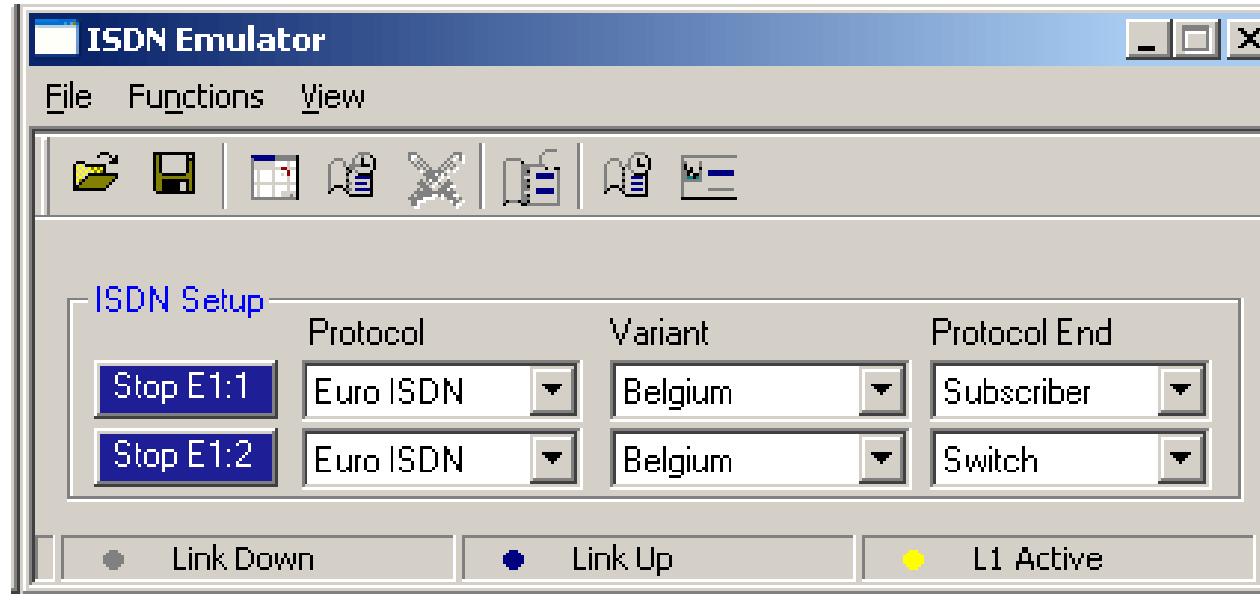 ISDN Emulator
File Functions View
ISDN Setup
Protocol Variant Protocol End
Stop E1:1 Euro ISDN Belgium Subscriber
Stop E1:2 Euro ISDN Belgium Switch
Link Down Link Up L1 Active